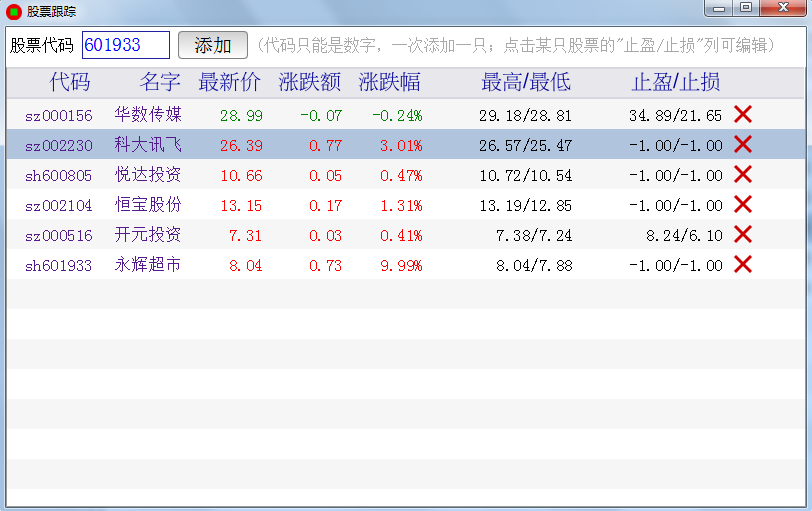 股票跟踪
股票代码 601933 添加 (代码只能是数字, 一次添加一只; 点击某只股票的"止盈/止损"列可编辑)
代码 名字 最新价 涨跌额 涨跌幅 最高/最低 止盈/止损
sz000156 华数传媒 28.99 -0.07 -0.24% 29.18/28.81 34.89/21.65
sz002230 科大讯飞 26.39 0.77 3.01% 26.57/25.47 -1.00/-1.00
sh600805 悦达投资 10.66 0.05 0.47% 10.72/10.54 -1.00/-1.00
sz002104 恒宝股份 13.15 0.17 1.31% 13.19/12.85 -1.00/-1.00
sz000516 开元投资 7.31 0.03 0.41% 7.38/7.24 8.24/6.10
sh601933 永辉超市 8.04 0.73 9.99% 8.04/7.88 -1.00/-1.00